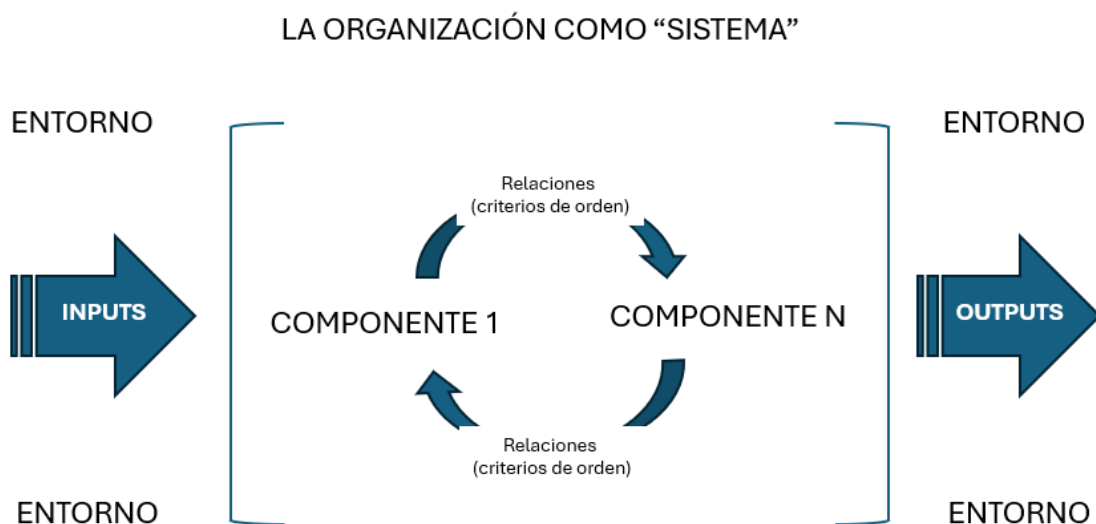 LA ORGANIZACIÓN COMO “SISTEMA”
ENTORNO
ENTORNO
Relaciones
(criterios de orden)
INPUTS
COMPONENTE 1
COMPONENTE N
OUTPUTS
Relaciones
(criterios de orden)
ENTORNO
ENTORNO